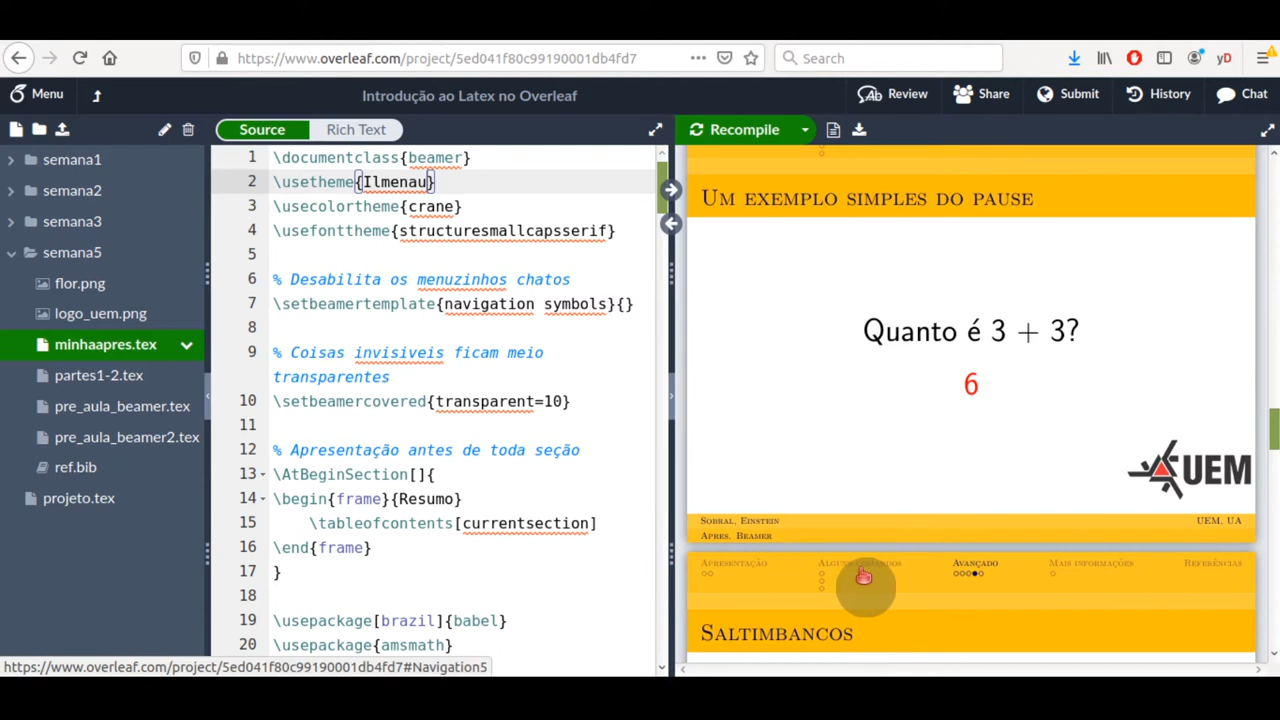 https://www.overleaf.com/project/5ed041f80c99190001db4fd7
Search
yD
Menu
Introdução ao Latex no Overleaf
Ab Review
Share
Submit
History
Chat
Source
Rich Text
Recompile
semana1
semana2
semana3
semana5
flor.png
logo_uem.png
minhaapres.tex
partes1-2.tex
pre_aula_beamer.tex
pre_aula_beamer2.tex
ref.bib
projeto.tex
1 \documentclass{beamer}
2 \usetheme{Ilmenau}
3 \usecolortheme{crane}
4 \usefonttheme{structuresmallcapsserif}
5
6 % Desabilita os menuzinhos chatos
7 \setbeamertemplate{navigation symbols}{}
8
9 % Coisas invisiveis ficam meio
transparentes
10 \setbeamercovered{transparent=10}
11
12 % Apresentação antes de toda seção
13 \AtBeginSection[]{
14 \begin{frame}{Resumo}
15 \tableofcontents[currentsection]
16 \end{frame}
17 }
18
19 \usepackage[brazil]{babel}
20 \usepackage{amsmath}
https://www.overleaf.com/project/5ed041f80c99190001db4fd7#Navigation5
Um exemplo simples do pause
Quanto é 3 + 3?
6
UEM
Sobral, Einstein
UEM, UA
Apres. Beamer
Apresentação
Avançado
Mais informações
Referências
Saltimbancos